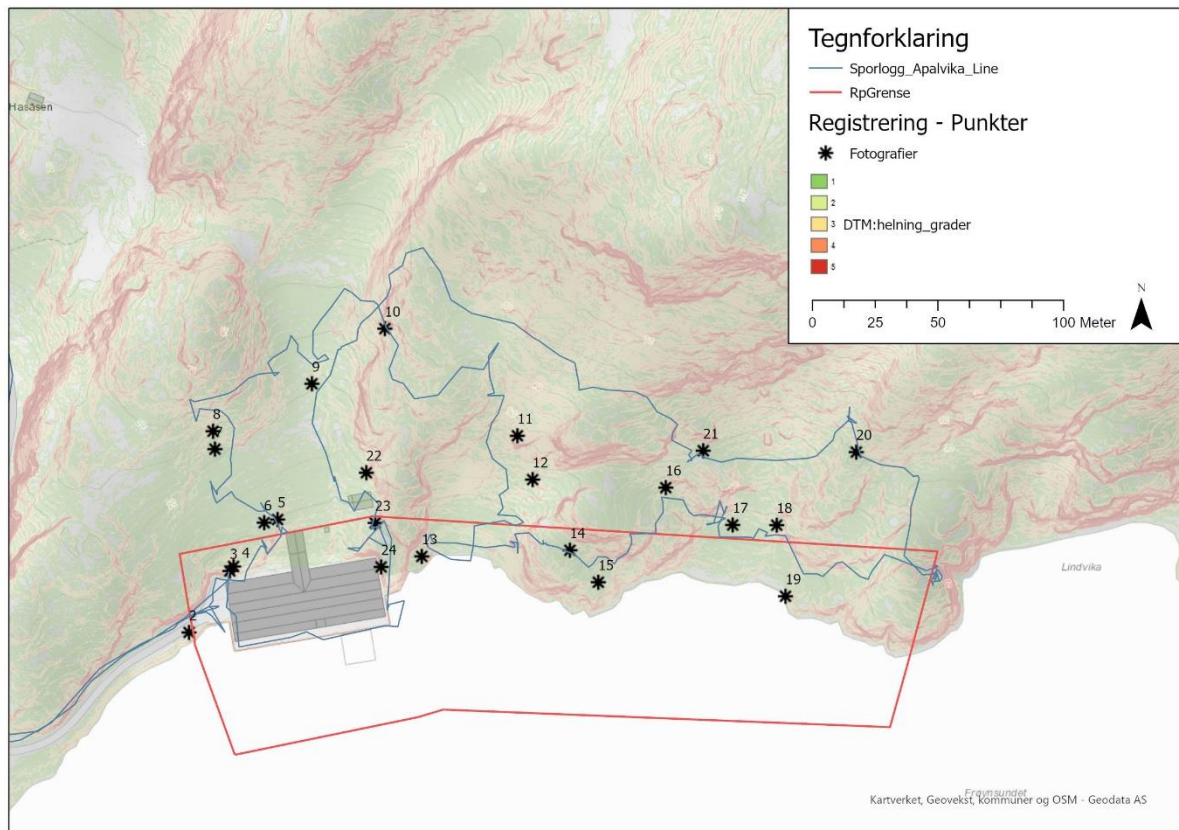 Tegnforklaring
Sporlogg_Apalvika_Line
RpGrense
Registrering - Punkter
Fotografier
1
2
3 DTM:helning_grader
4
5
N
0 25 50 100 Meter
Hasåsen
10
9
8
7
11
12
21
20
22
16
6 5
23
17
18
3 4
24
13
14
15
19
2
Lindvika
Frøynsundet
Kartverket, Geovekst, kommuner og OSM - Geodata AS